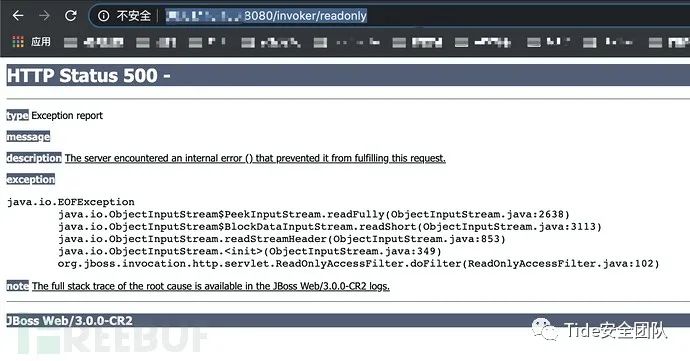 不安全
:8080/invoker/readonly
应用
HTTP Status 500 -
type Exception report
message
description The server encountered an internal error () that prevented it from fulfilling this request.
exception
java.io.EOFException
java.io.ObjectInputStream$PeekInputStream.readFully(ObjectInputStream.java:2638)
java.io.ObjectInputStream$BlockDataInputStream.readShort(ObjectInputStream.java:3113)
java.io.ObjectInputStream.readStreamHeader(ObjectInputStream.java:853)
java.io.ObjectInputStream.<init>(ObjectInputStream.java:349)
org.jboss.invocation.http.servlet.ReadOnlyAccessFilter.doFilter(ReadOnlyAccessFilter.java:102)
note The full stack trace of the root cause is available in the JBoss Web/3.0.0-CR2 logs.
JBoss Web/3.0.0-CR2
FREEBUF
Tide安全团队